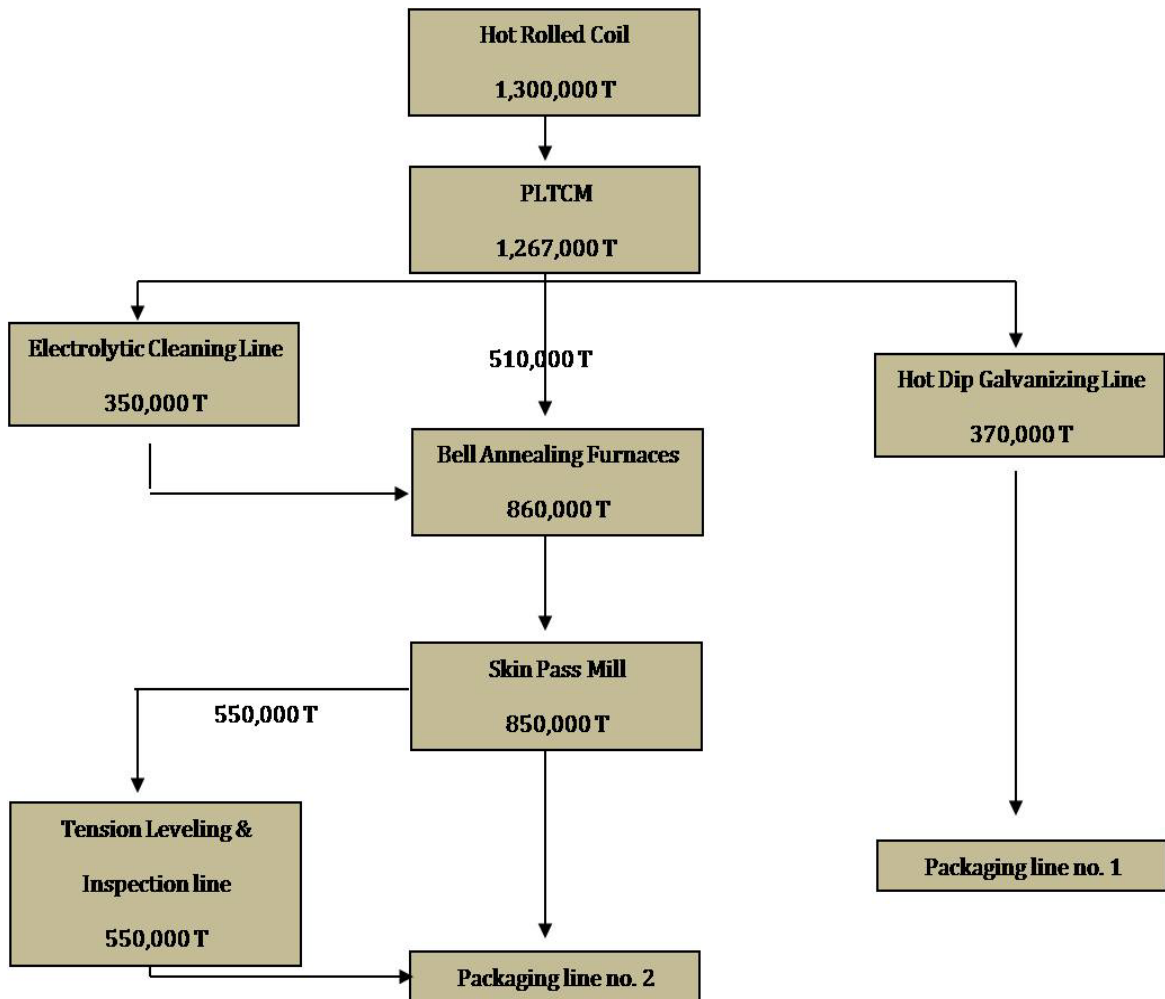 Hot Rolled Coil
1,300,000 T
PLTCM
1,267,000 T
Electrolytic Cleaning Line
350,000 T
510,000 T
Hot Dip Galvanizing Line
370,000 T
Bell Annealing Furnaces
860,000 T
Skin Pass Mill
850,000 T
550,000 T
Tension Leveling &
Inspection line
550,000 T
Packaging line no. 1
Packaging line no. 2